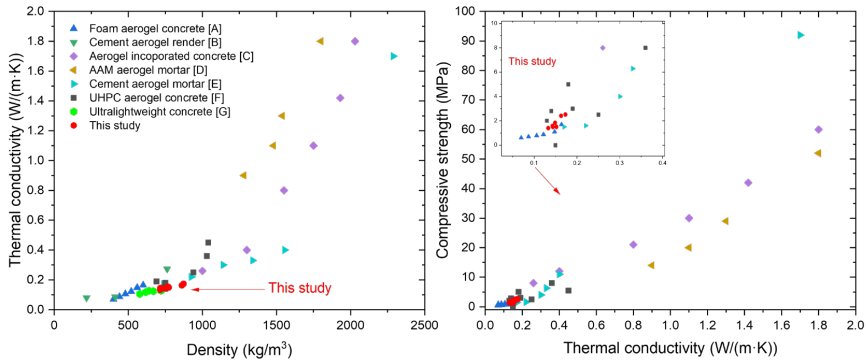 Foam aerogel concrete [A]
Cement aerogel render [B]
Aerogel incoporated concrete [C]
AAM aerogel mortar [D]
Cement aerogel mortar [E]
UHPC aerogel concrete [F]
Ultralightweight concrete [G]
This study
This study
Thermal conductivity (W/(m·K))
1.8
1.6
1.4
1.2
1.0
0.8
0.6
0.4
0.2
0.0
2.0
0 500 1000 1500 2000 2500
Density (kg/m³)
Compressive strength (MPa)
100
90
80
70
60
50
40
30
20
10
0
0.0 0.2 0.4 0.6 0.8 1.0 1.2 1.4 1.6 1.8 2.0
Thermal conductivity (W/(m·K))
This study
10
8
6
4
2
0
0.1 0.2 0.3 0.4